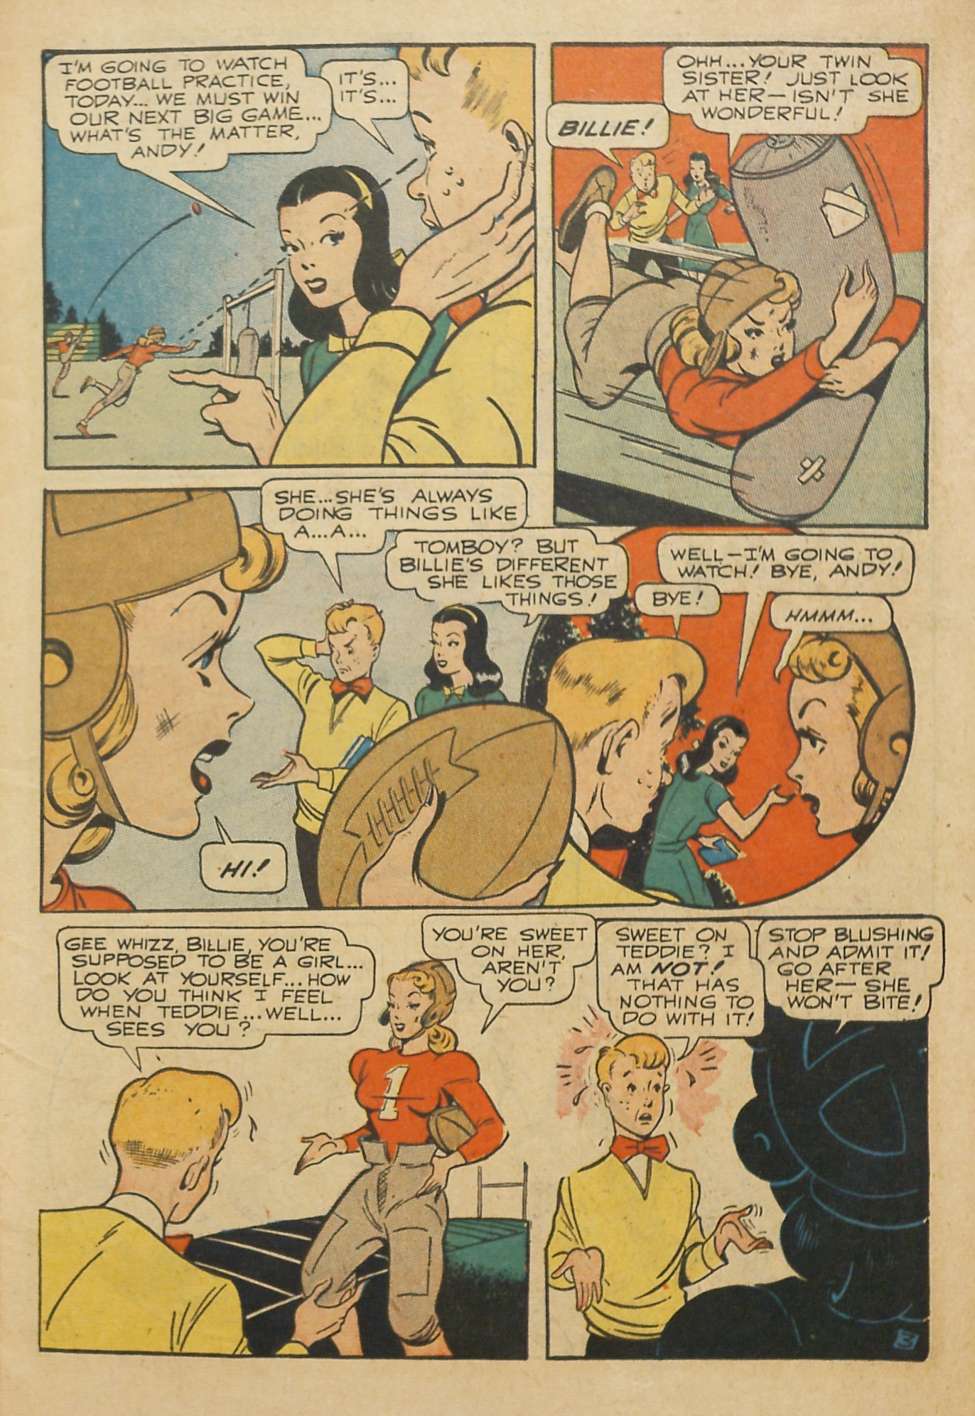 I'M GOING TO WATCH
FOOTBALL PRACTICE,
TODAY... WE MUST WIN
OUR NEXT BIG GAME...
WHAT'S THE MATTER,
ANDY!
IT'S...
IT'S...
BILLIE!
OHH...YOUR TWIN
SISTER! JUST LOOK
AT HER—ISN'T SHE
WONDERFUL!
SHE...SHE'S ALWAYS
DOING THINGS LIKE
A...A...
TOMBOY? BUT
BILLIE'S DIFFERENT
SHE LIKES THOSE
THINGS!
HI!
BYE!
WELL—I'M GOING TO
WATCH! BYE, ANDY!
HMMM...
GEE WHIZZ, BILLIE, YOU'RE
SUPPOSED TO BE A GIRL...
LOOK AT YOURSELF...HOW
DO YOU THINK I FEEL
WHEN TEDDIE...WELL...
SEES YOU?
YOU'RE SWEET
ON HER,
AREN'T
YOU?
1
SWEET ON
TEDDIE? I
AM NOT!
THAT HAS
NOTHING TO
DO WITH IT!
STOP BLUSHING
AND ADMIT IT!
GO AFTER
HER—SHE
WON'T BITE!
3